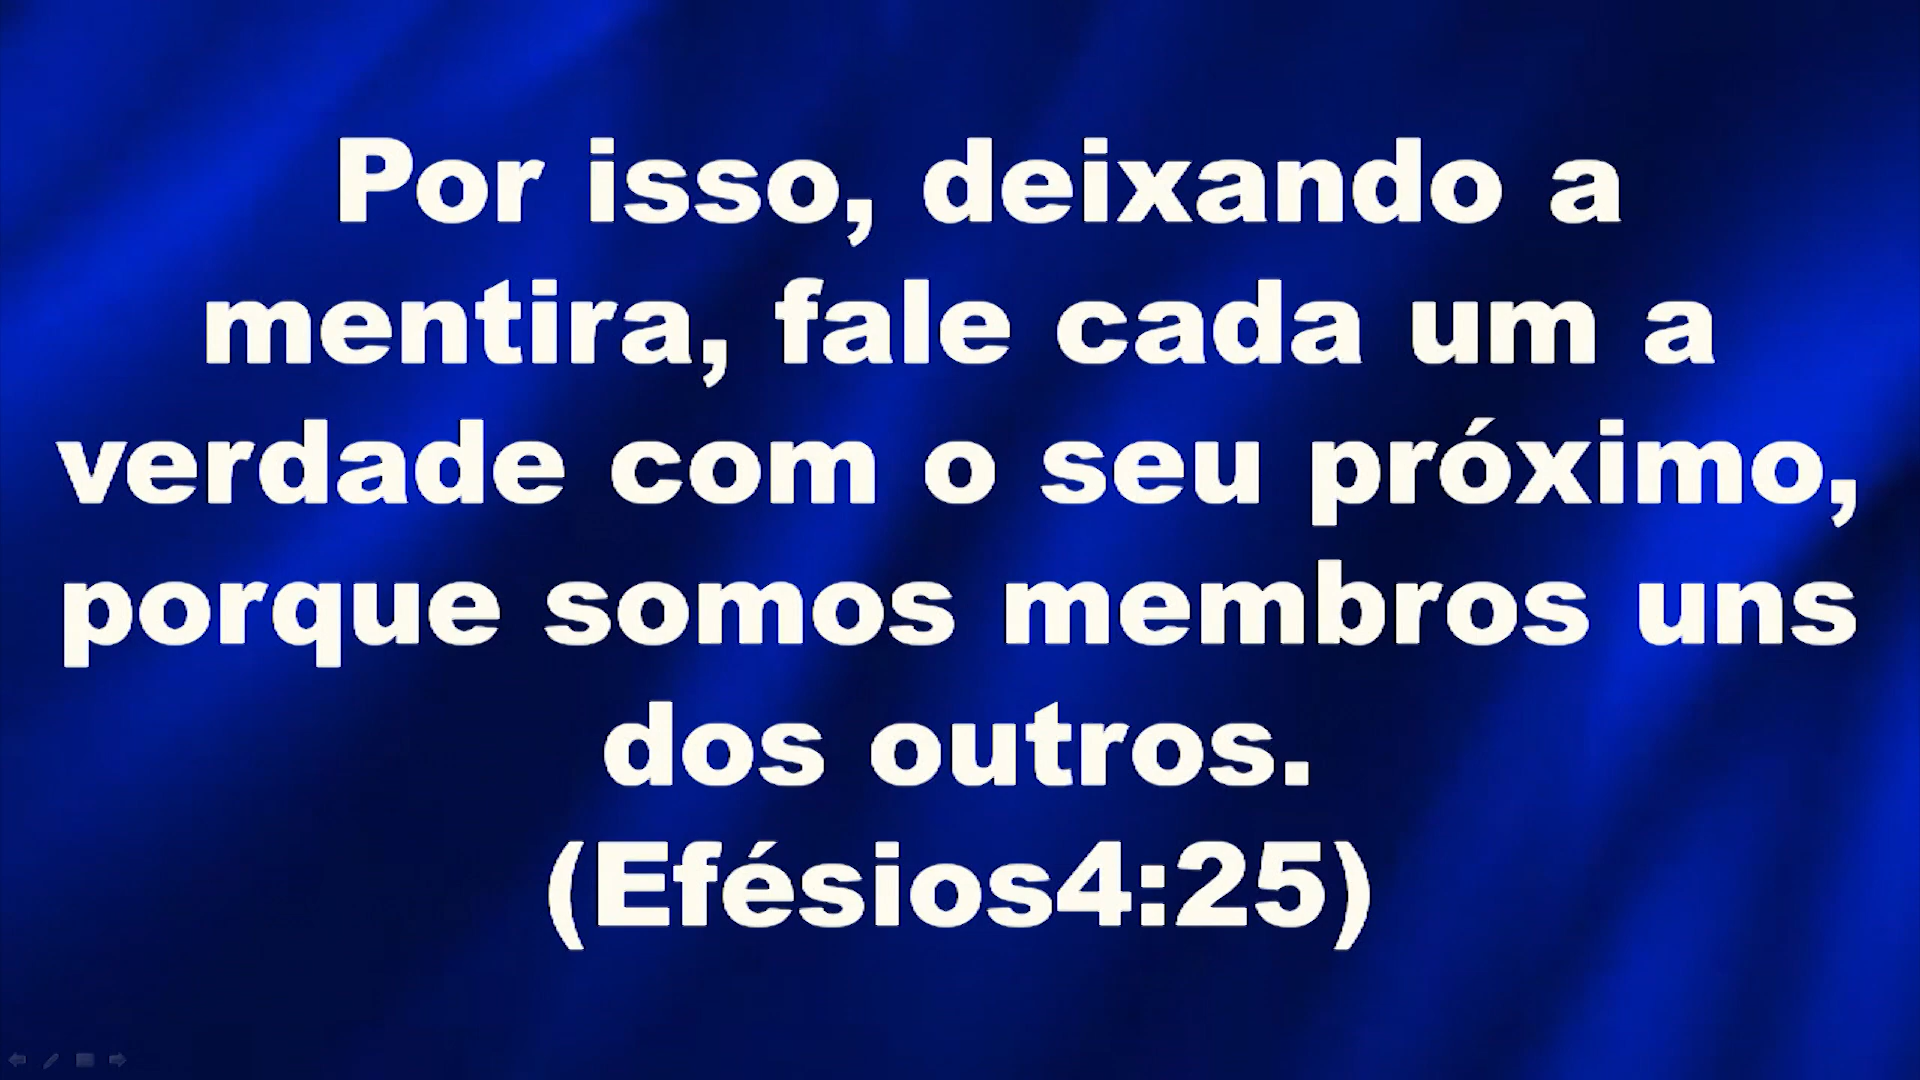 Por isso, deixando a
mentira, fale cada um a
verdade com o seu próximo,
porque somos membros uns
dos outros.
(Efésios4:25)